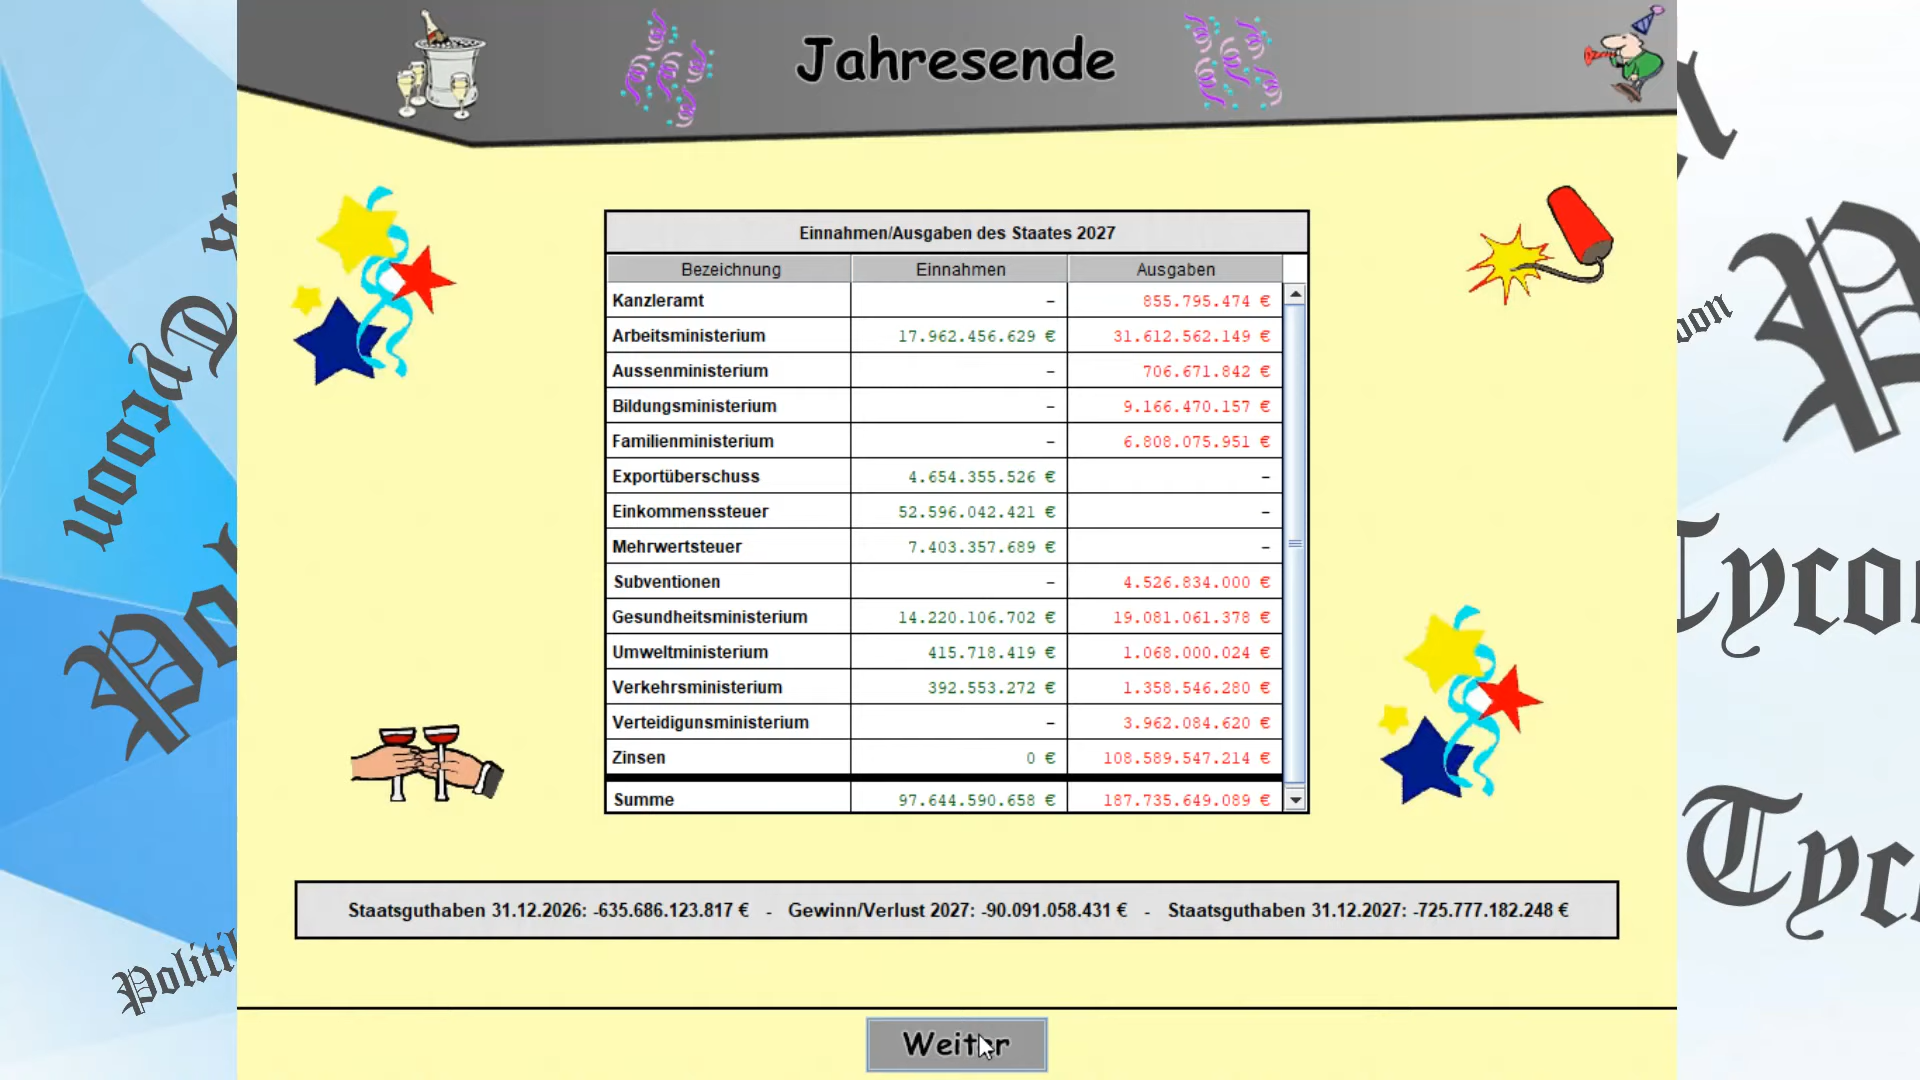 Jahresende
Einnahmen/Ausgaben des Staates 2027
Bezeichnung Einnahmen Ausgaben
Kanzleramt – 855.795.474 €
Arbeitsministerium 17.962.456.629 € 31.612.562.149 €
Aussenministerium – 706.671.842 €
Bildungsministerium – 9.166.470.157 €
Familienministerium – 6.808.075.951 €
Exportüberschuss 4.654.355.526 € –
Einkommenssteuer 52.596.042.421 € –
Mehrwertsteuer 7.403.357.689 € –
Subventionen – 4.526.834.000 €
Gesundheitsministerium 14.220.106.702 € 19.081.061.378 €
Umweltministerium 415.718.419 € 1.068.000.024 €
Verkehrsministerium 392.553.272 € 1.358.546.280 €
Verteidigunsministerium – 3.962.084.620 €
Zinsen 0 € 108.589.547.214 €
Summe 97.644.590.658 € 187.735.649.089 €
Staatsguthaben 31.12.2026: -635.686.123.817 € - Gewinn/Verlust 2027: -90.091.058.431 € - Staatsguthaben 31.12.2027: -725.777.182.248 €
Weiter